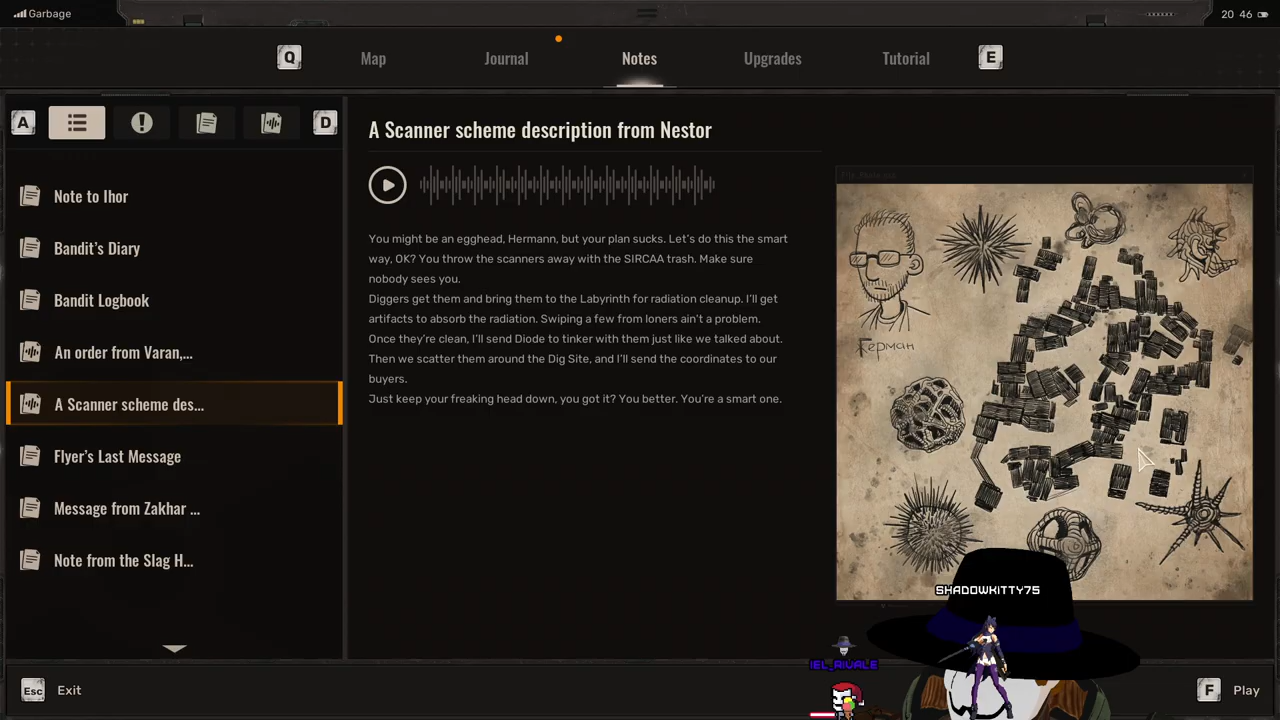 Garbage
20 46
Q
Map
Journal
Notes
Upgrades
Tutorial
E
A
D
Note to Ihor
Bandit's Diary
Bandit Logbook
An order from Varan,...
A Scanner scheme des...
Flyer's Last Message
Message from Zakhar ...
Note from the Slag H...
A Scanner scheme description from Nestor
You might be an egghead, Hermann, but your plan sucks. Let's do this the smart
way, OK? You throw the scanners away with the SIRCAA trash. Make sure
nobody sees you.
Diggers get them and bring them to the Labyrinth for radiation cleanup. I'll get
artifacts to absorb the radiation. Swiping a few from loners ain't a problem.
Once they're clean, I'll send Diode to tinker with them just like we talked about.
Then we scatter them around the Dig Site, and I'll send the coordinates to our
buyers.
Just keep your freaking head down, you got it? You better. You're a smart one.
Герман
SHADOWKITTY75
IEL_RIVALE
Esc Exit
F Play